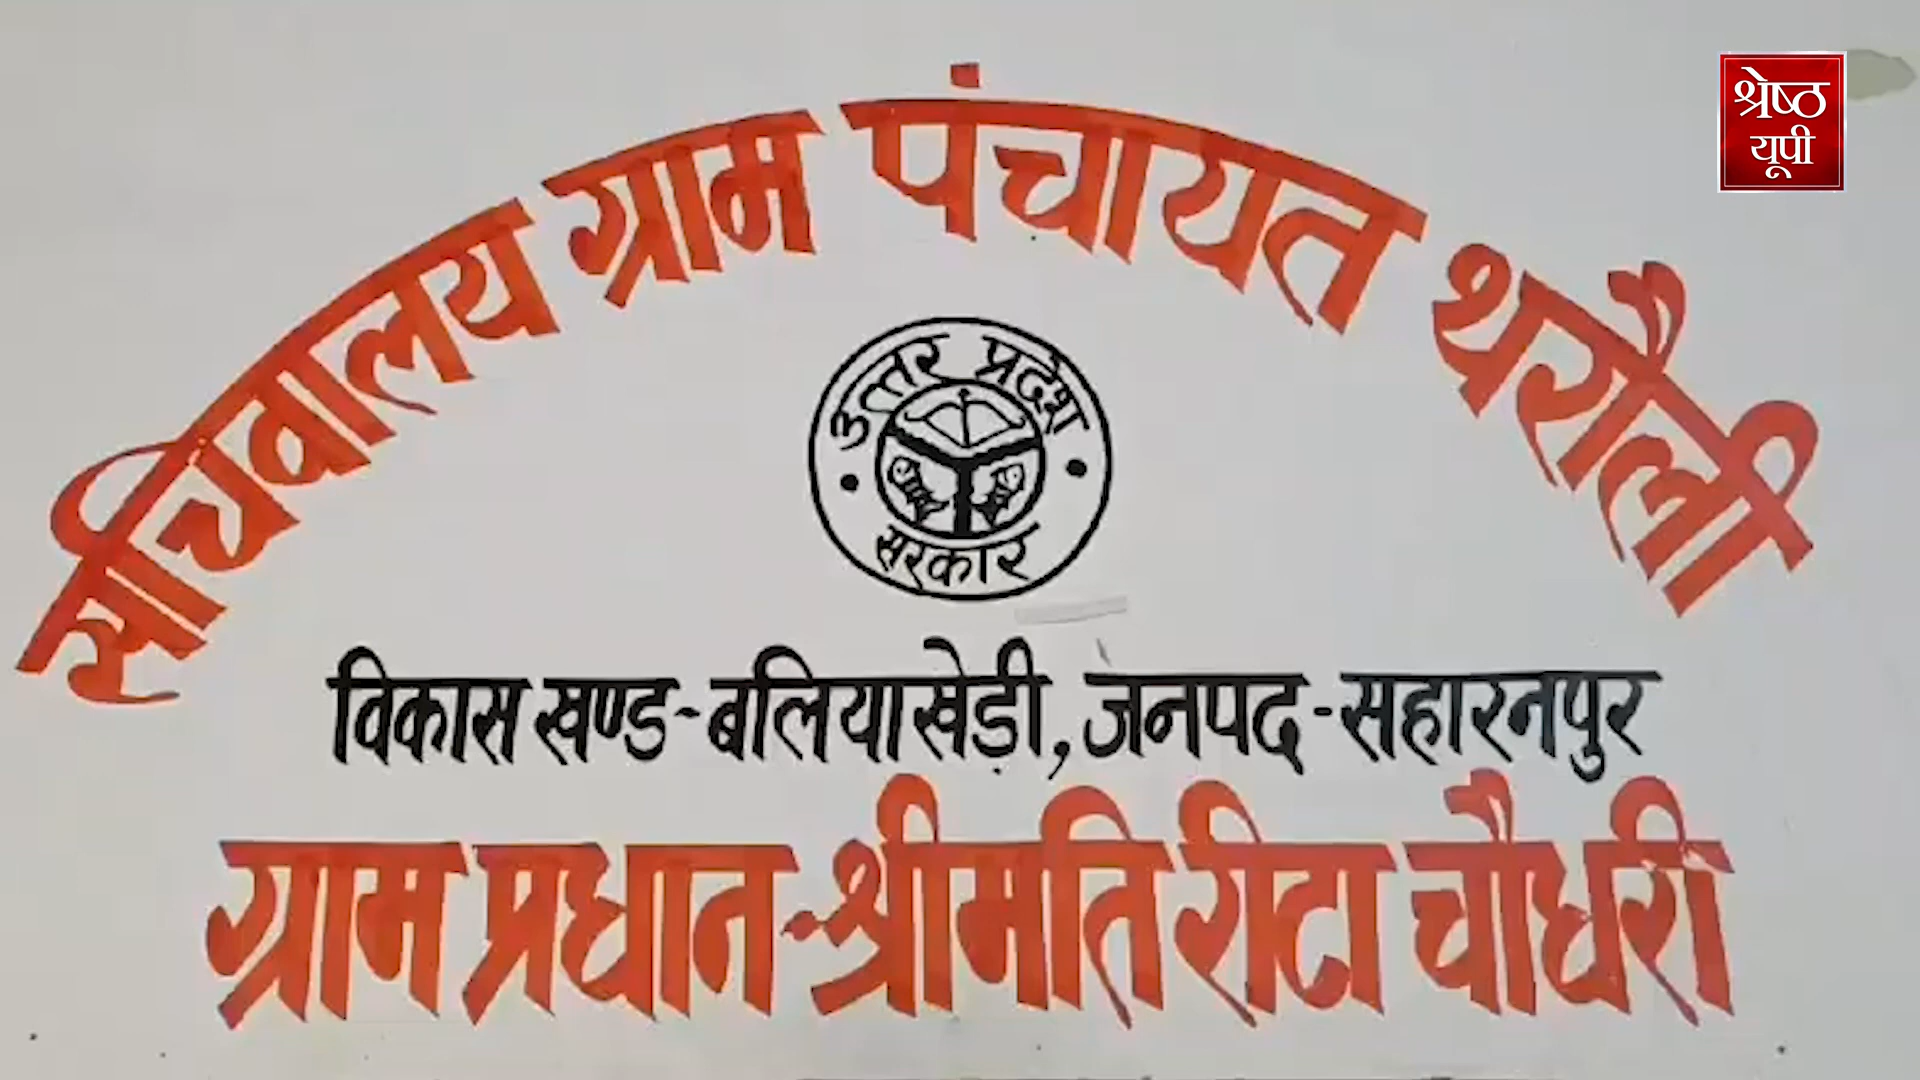 श्रेष्ठ
यूपी
सचिवालय ग्राम पंचायत थरौली
उत्तर प्रदेश
सरकार
विकास खण्ड-बलियाखेड़ी, जनपद-सहारनपुर
ग्राम प्रधान-श्रीमति रीटा चौधरी